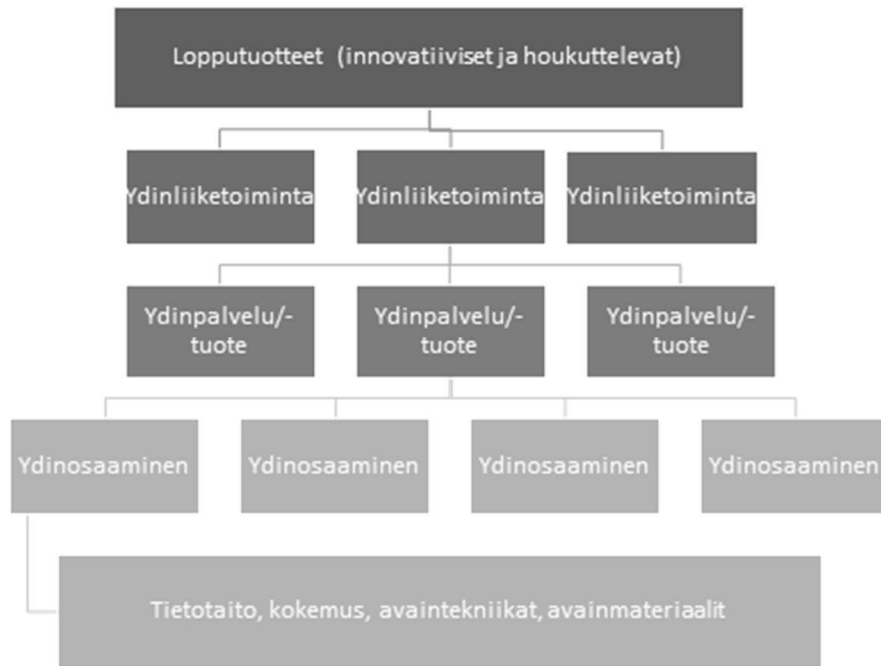 Lopputuotteet (innovatiiviset ja houkuttelevat)
Ydinliiketoiminta
Ydinliiketoiminta
Ydinliiketoiminta
Ydinpalvelu/-
tuote
Ydinpalvelu/-
tuote
Ydinpalvelu/-
tuote
Ydinosaaminen
Ydinosaaminen
Ydinosaaminen
Ydinosaaminen
Tietotaito, kokemus, avaintekniikat, avainmateriaalit